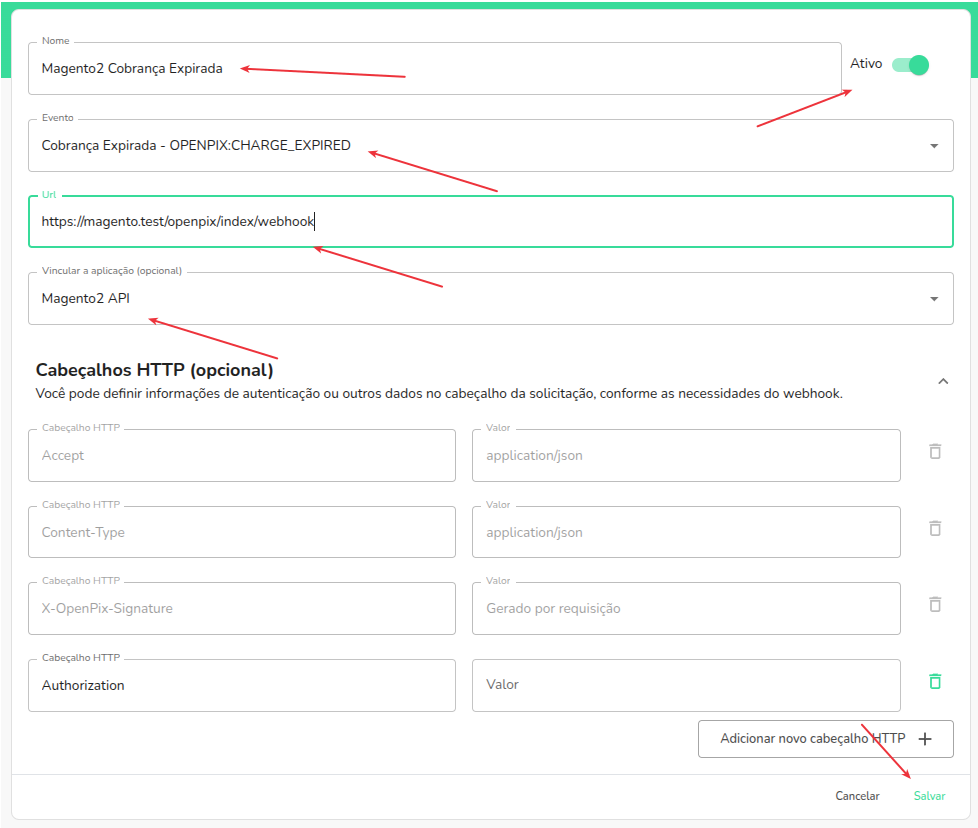 Nome
Magento2 Cobrança Expirada
Ativo
Evento
Cobrança Expirada - OPENPIX:CHARGE_EXPIRED
Url
https://magento.test/openpix/index/webhook
Vincular a aplicação (opcional)
Magento2 API
Cabeçalhos HTTP (opcional)
Você pode definir informações de autenticação ou outros dados no cabeçalho da solicitação, conforme as necessidades do webhook.
Cabeçalho HTTP Valor
Accept application/json
Cabeçalho HTTP Valor
Content-Type application/json
Cabeçalho HTTP Valor
X-OpenPix-Signature Gerado por requisição
Cabeçalho HTTP
Authorization Valor
Adicionar novo cabeçalho HTTP +
Cancelar Salvar